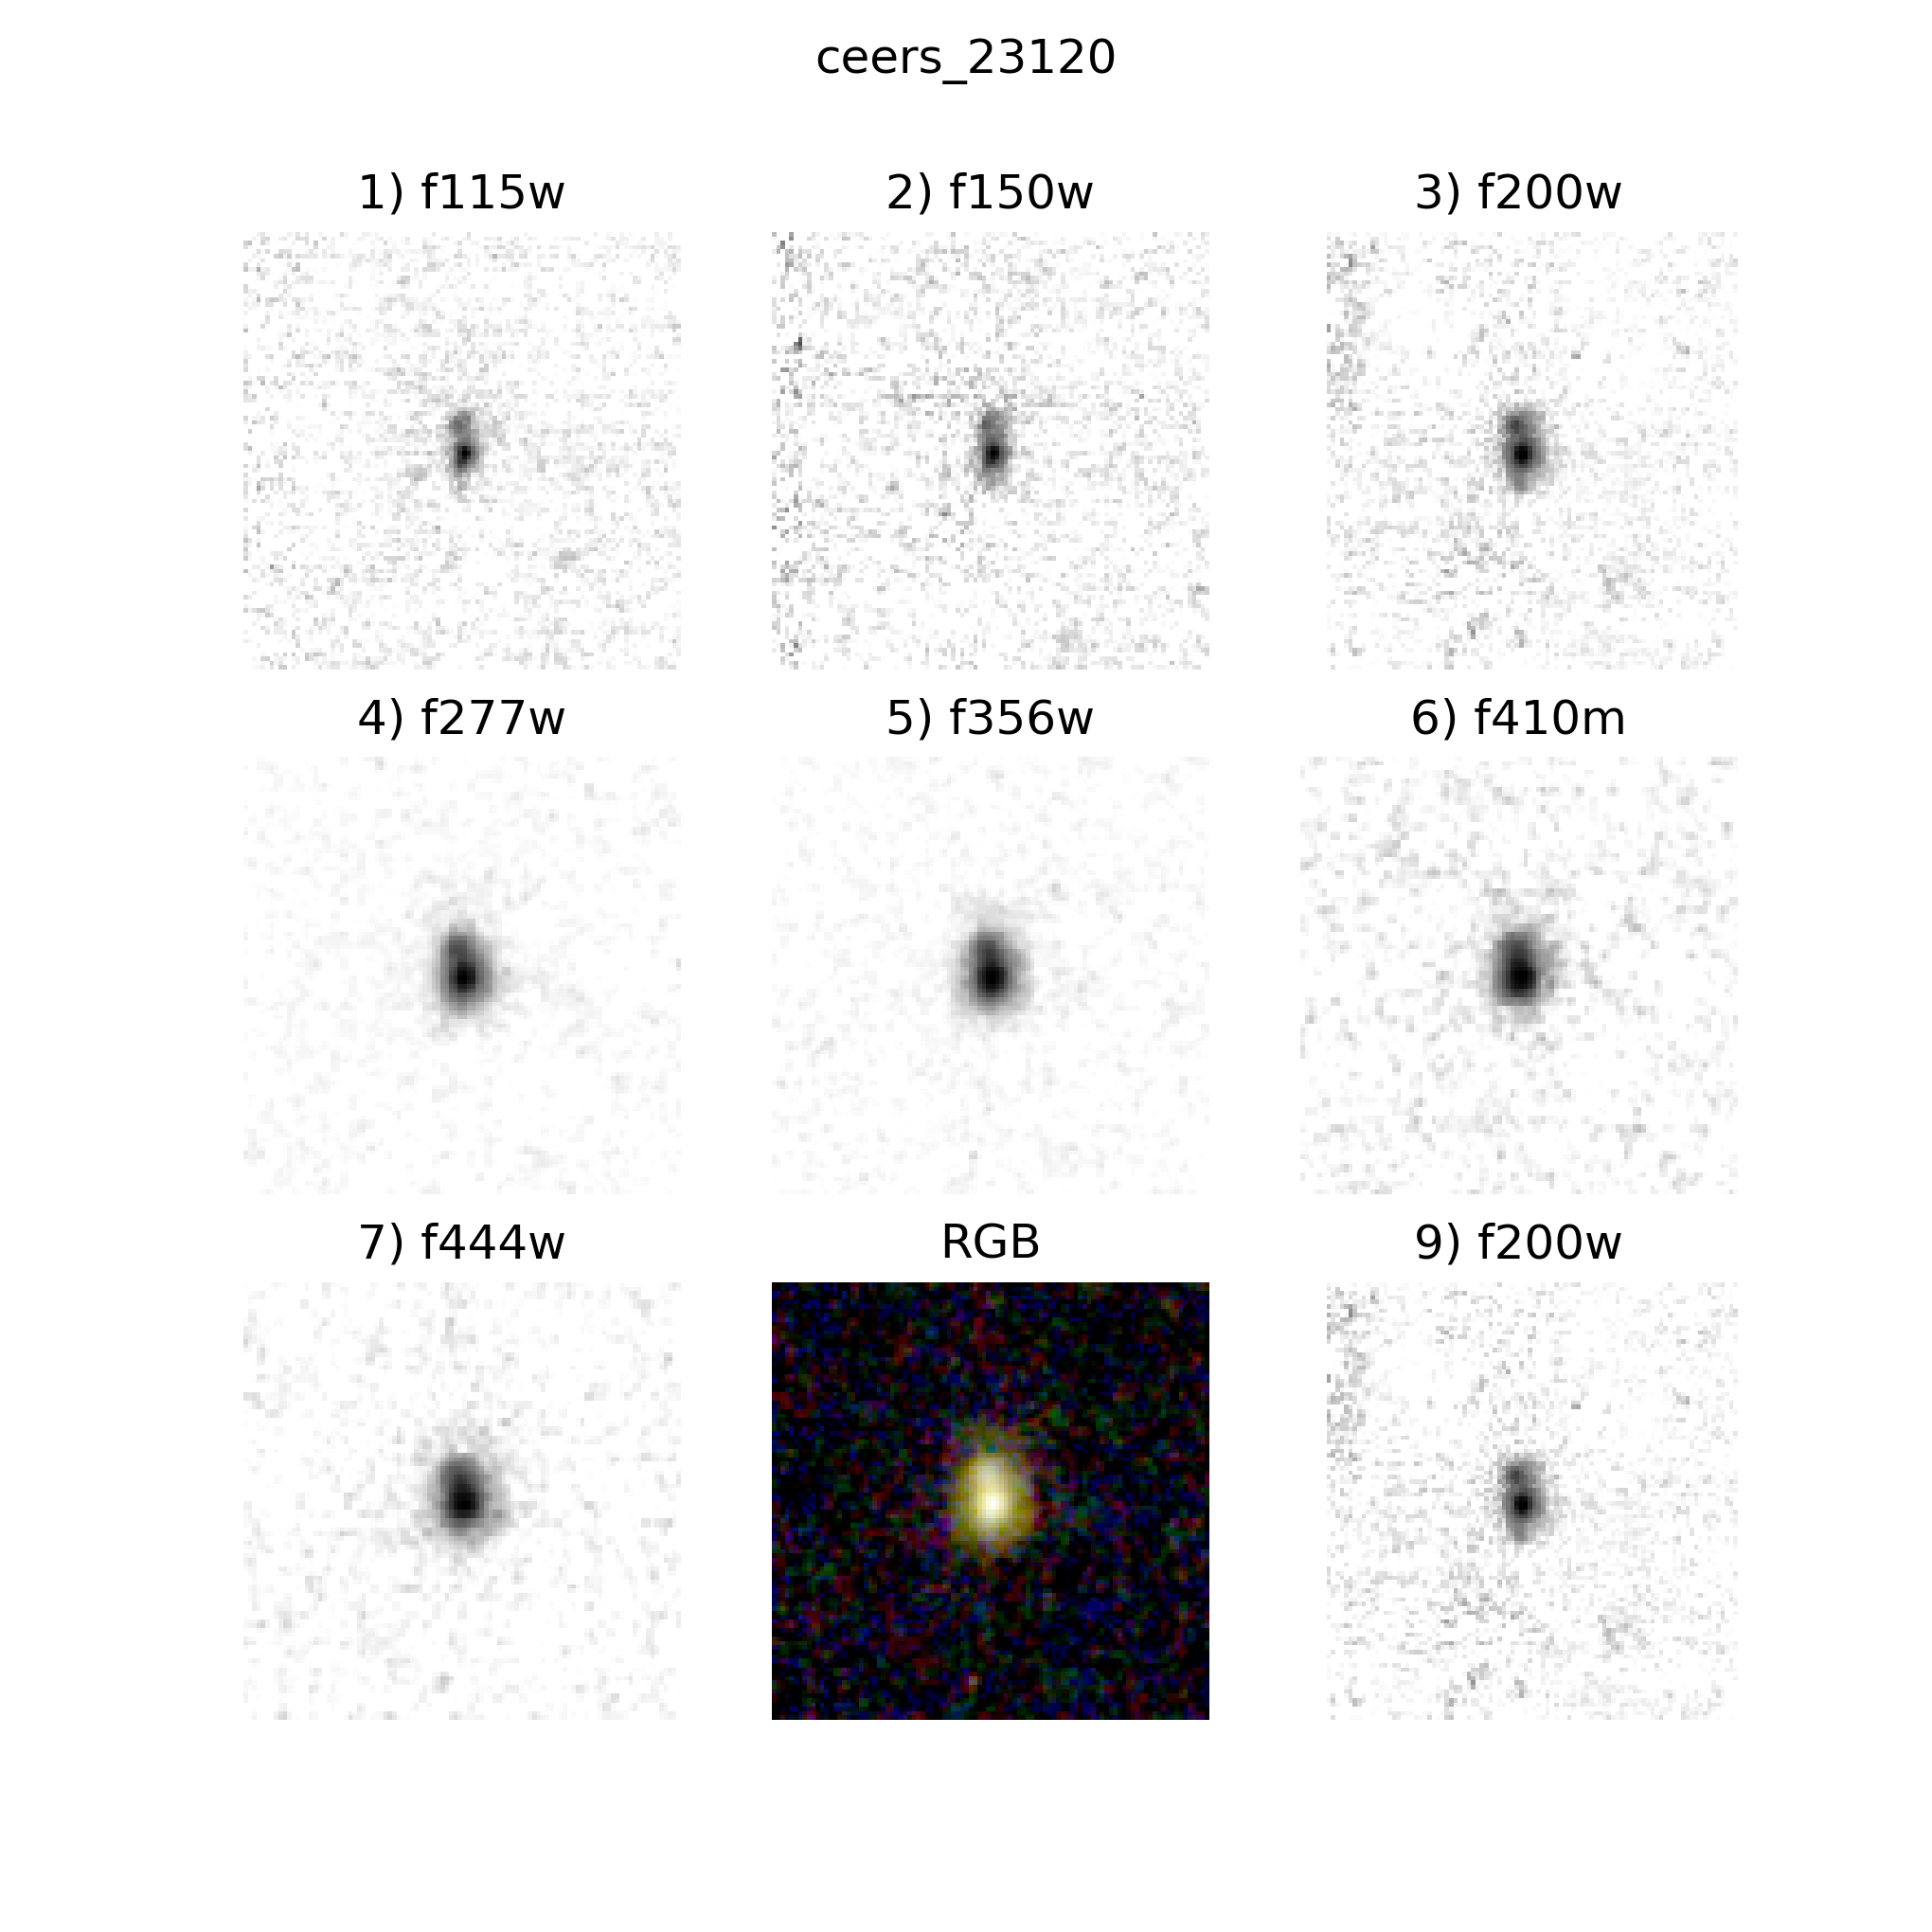 ceers_23120
1) f115w
2) f150w
3) f200w
4) f277w
5) f356w
6) f410m
7) f444w
RGB
9) f200w